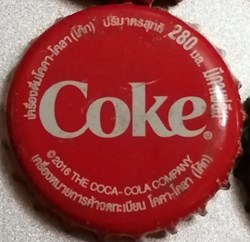 เครื่องดื่มโคคา-โคลา (โค้ก) ปริมาตรสุทธิ 280 มล.
Coke®
© 2016 THE COCA-COLA COMPANY
เครื่องหมายการค้าจดทะเบียน โคคา-โคลา (โค้ก)